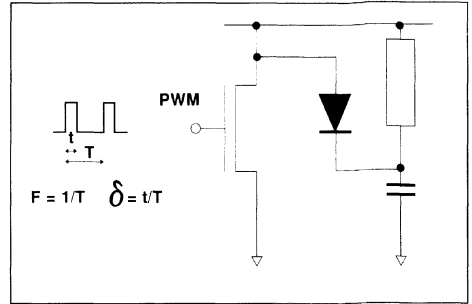 PWM
t
T
F = 1/T δ = t/T